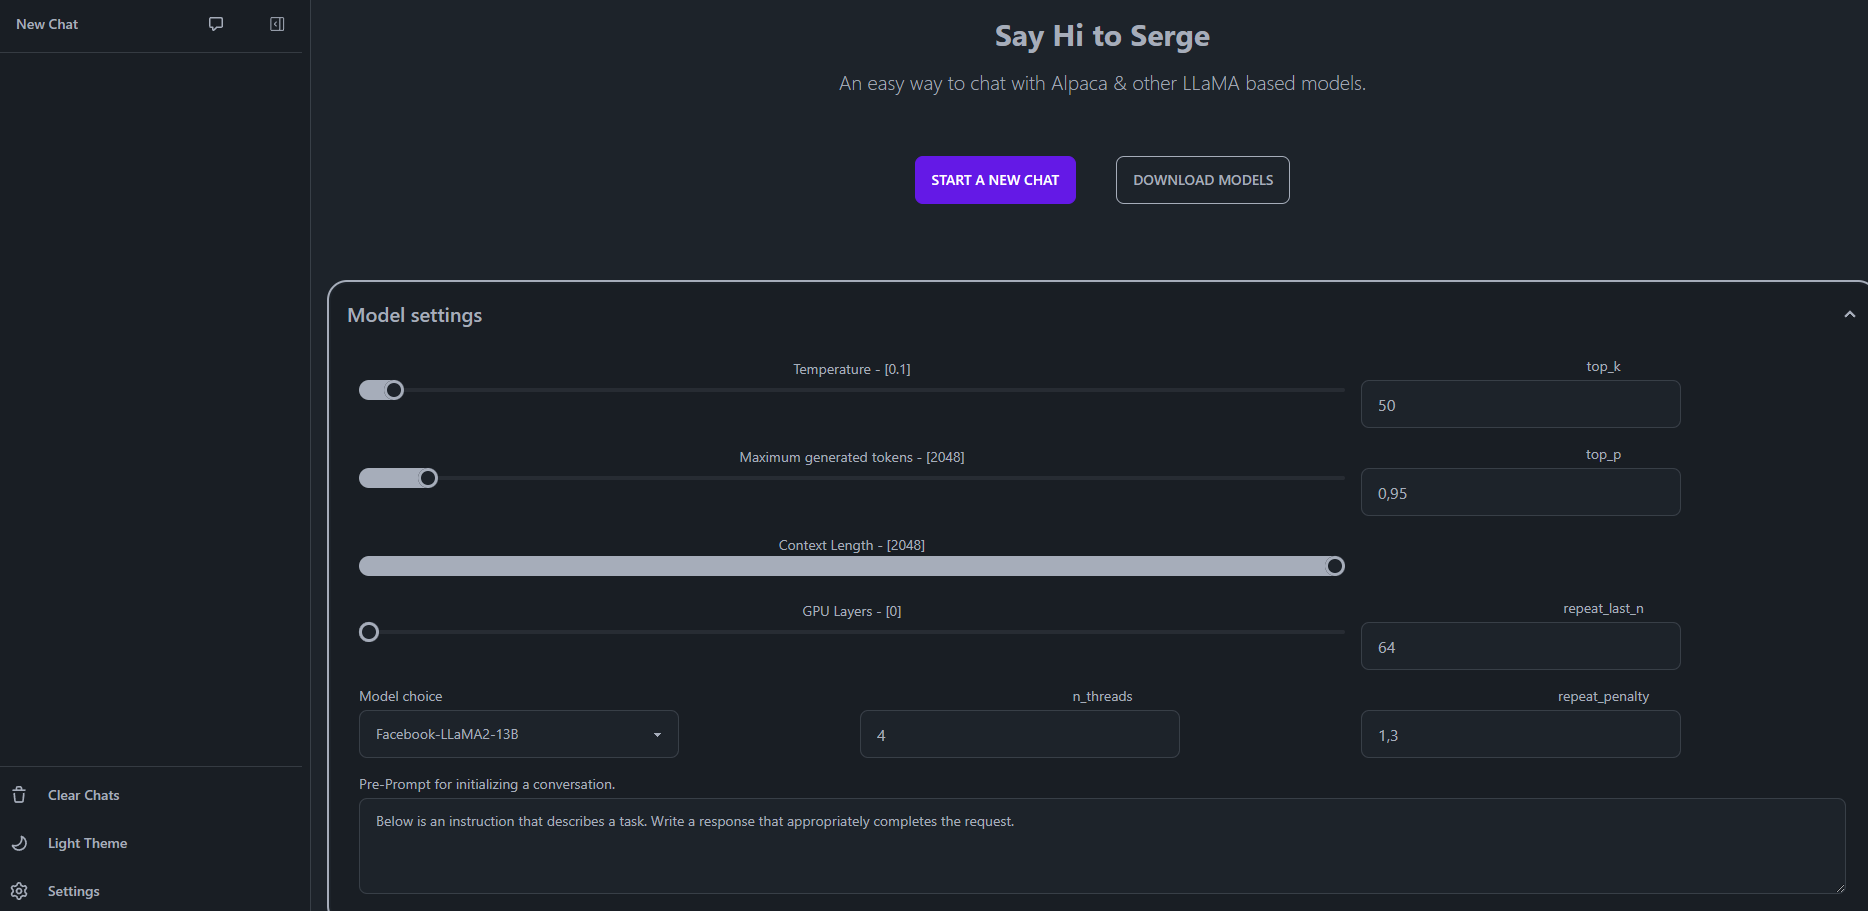 New Chat
Say Hi to Serge
An easy way to chat with Alpaca & other LLaMA based models.
START A NEW CHAT
DOWNLOAD MODELS
Model settings
Temperature - [0.1]
top_k
50
Maximum generated tokens - [2048]
top_p
0,95
Context Length - [2048]
GPU Layers - [0]
repeat_last_n
64
Model choice
n_threads
repeat_penalty
Facebook-LLaMA2-13B
4
1,3
Pre-Prompt for initializing a conversation.
Below is an instruction that describes a task. Write a response that appropriately completes the request.
Clear Chats
Light Theme
Settings